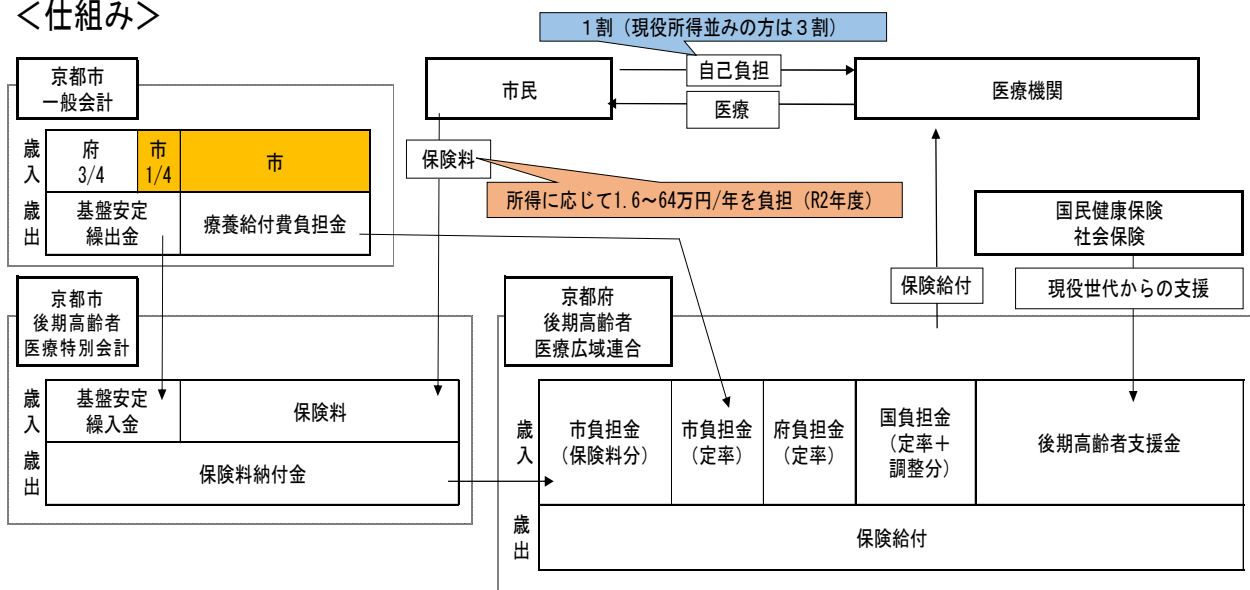 ＜仕組み＞
１割（現役所得並みの方は３割）
京都市
一般会計
市民
自己負担
医療
医療機関
歳入
府
3/4
市
1/4
市
保険料
所得に応じて1.6～64万円/年を負担（R2年度）
歳出
基盤安定
繰出金
療養給付費負担金
国民健康保険
社会保険
保険給付
現役世代からの支援
京都市
後期高齢者
医療特別会計
京都府
後期高齢者
医療広域連合
歳入
基盤安定
繰入金
保険料
歳出
保険料納付金
歳入
市負担金
（保険料分）
市負担金
（定率）
府負担金
（定率）
国負担金
（定率＋
調整分）
後期高齢者支援金
歳出
保険給付